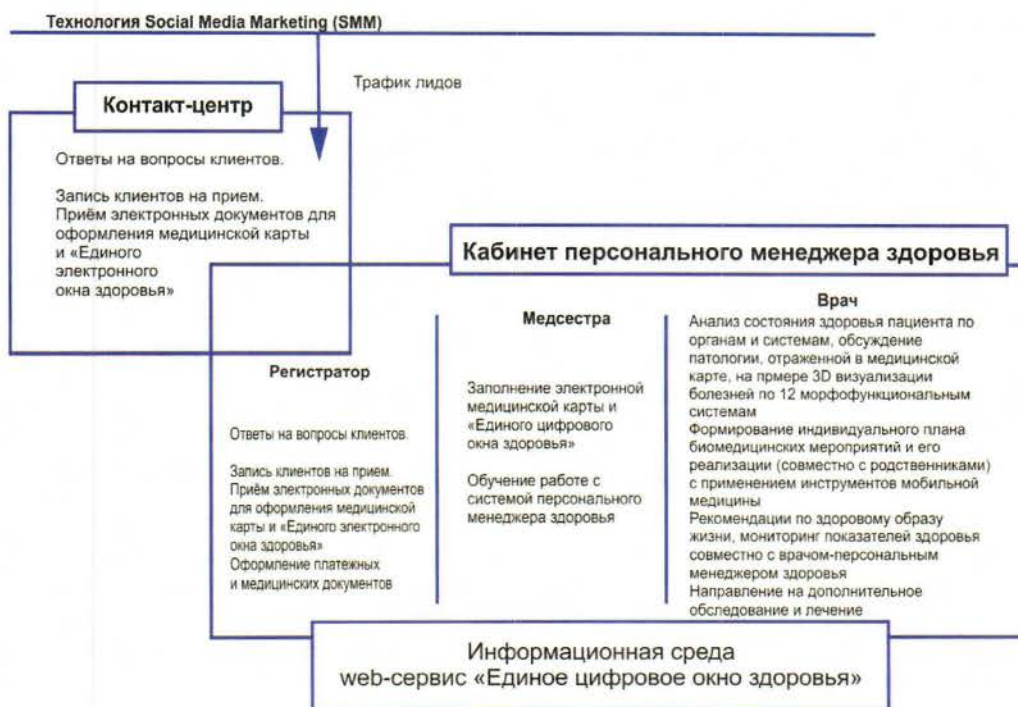 Технология Social Media Marketing (SMM)
Трафик лидов
Контакт-центр
Ответы на вопросы клиентов.
Запись клиентов на прием.
Приём электронных документов для
оформления медицинской карты
и «Единого
электронного
окна здоровья»
Кабинет персонального менеджера здоровья
Регистратор
Ответы на вопросы клиентов.
Запись клиентов на прием.
Приём электронных документов
для оформления медицинской
карты и «Единого электронного
окна здоровья»
Оформление платежных
и медицинских документов
Медсестра
Заполнение электронной
медицинской карты и
«Единого цифрового
окна здоровья»
Обучение работе с
системой персонального
менеджера здоровья
Врач
Анализ состояния здоровья пациента по
органам и системам, обсуждение
патологии, отраженной в медицинской
карте, на прмере 3D визуализации
болезней по 12 морфофункциональным
системам
Формирование индивидуального плана
биомедицинских мероприятий и его
реализации (совместно с родственниками)
с применением инструментов мобильной
медицины
Рекомендации по здоровому образу
жизни, мониторинг показателей здоровья
совместно с врачом-персональным
менеджером здоровья
Направление на дополнительное
обследование и лечение
Информационная среда
web-сервис «Единое цифровое окно здоровья»